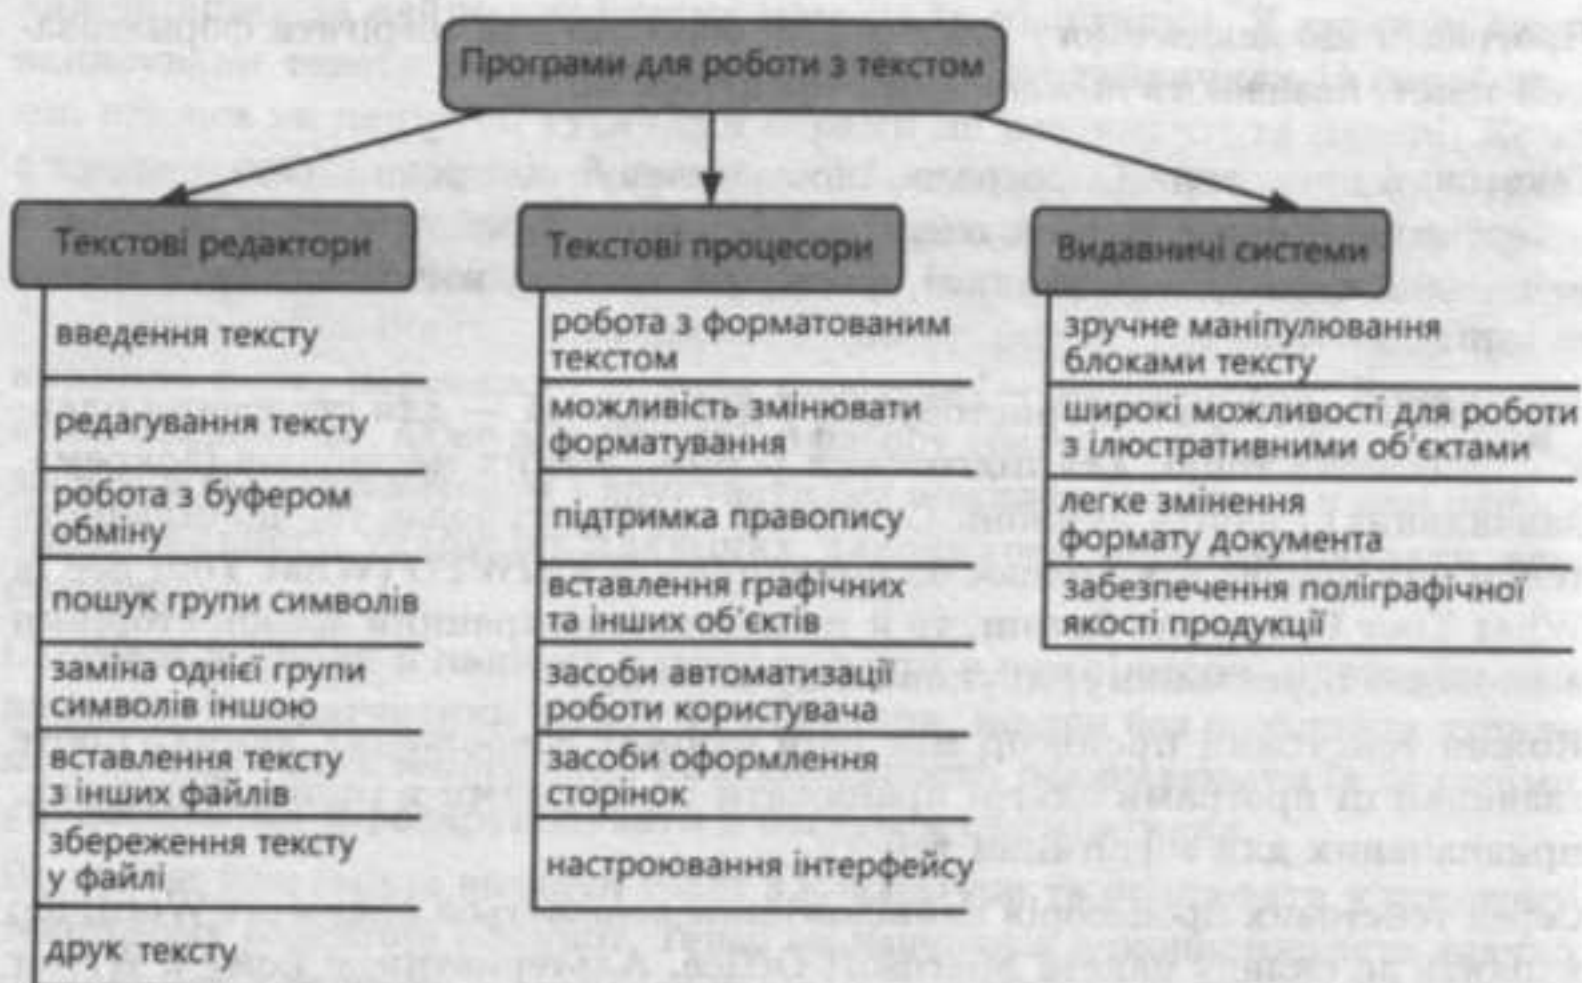 Програми для роботи з текстом
Текстові редактори
введення тексту
редагування тексту
робота з буфером
обміну
пошук групи символів
заміна однієї групи
символів іншою
вставлення тексту
з інших файлів
збереження тексту
у файлі
друк тексту
Текстові процесори
робота з форматованим
текстом
можливість змінювати
форматування
підтримка правопису
вставлення графічних
та інших об'єктів
засоби автоматизації
роботи користувача
засоби оформлення
сторінок
настроювання інтерфейсу
Видавничі системи
зручне маніпулювання
блоками тексту
широкі можливості для роботи
з ілюстративними об'єктами
легке змінення
формату документа
забезпечення поліграфічної
якості продукції